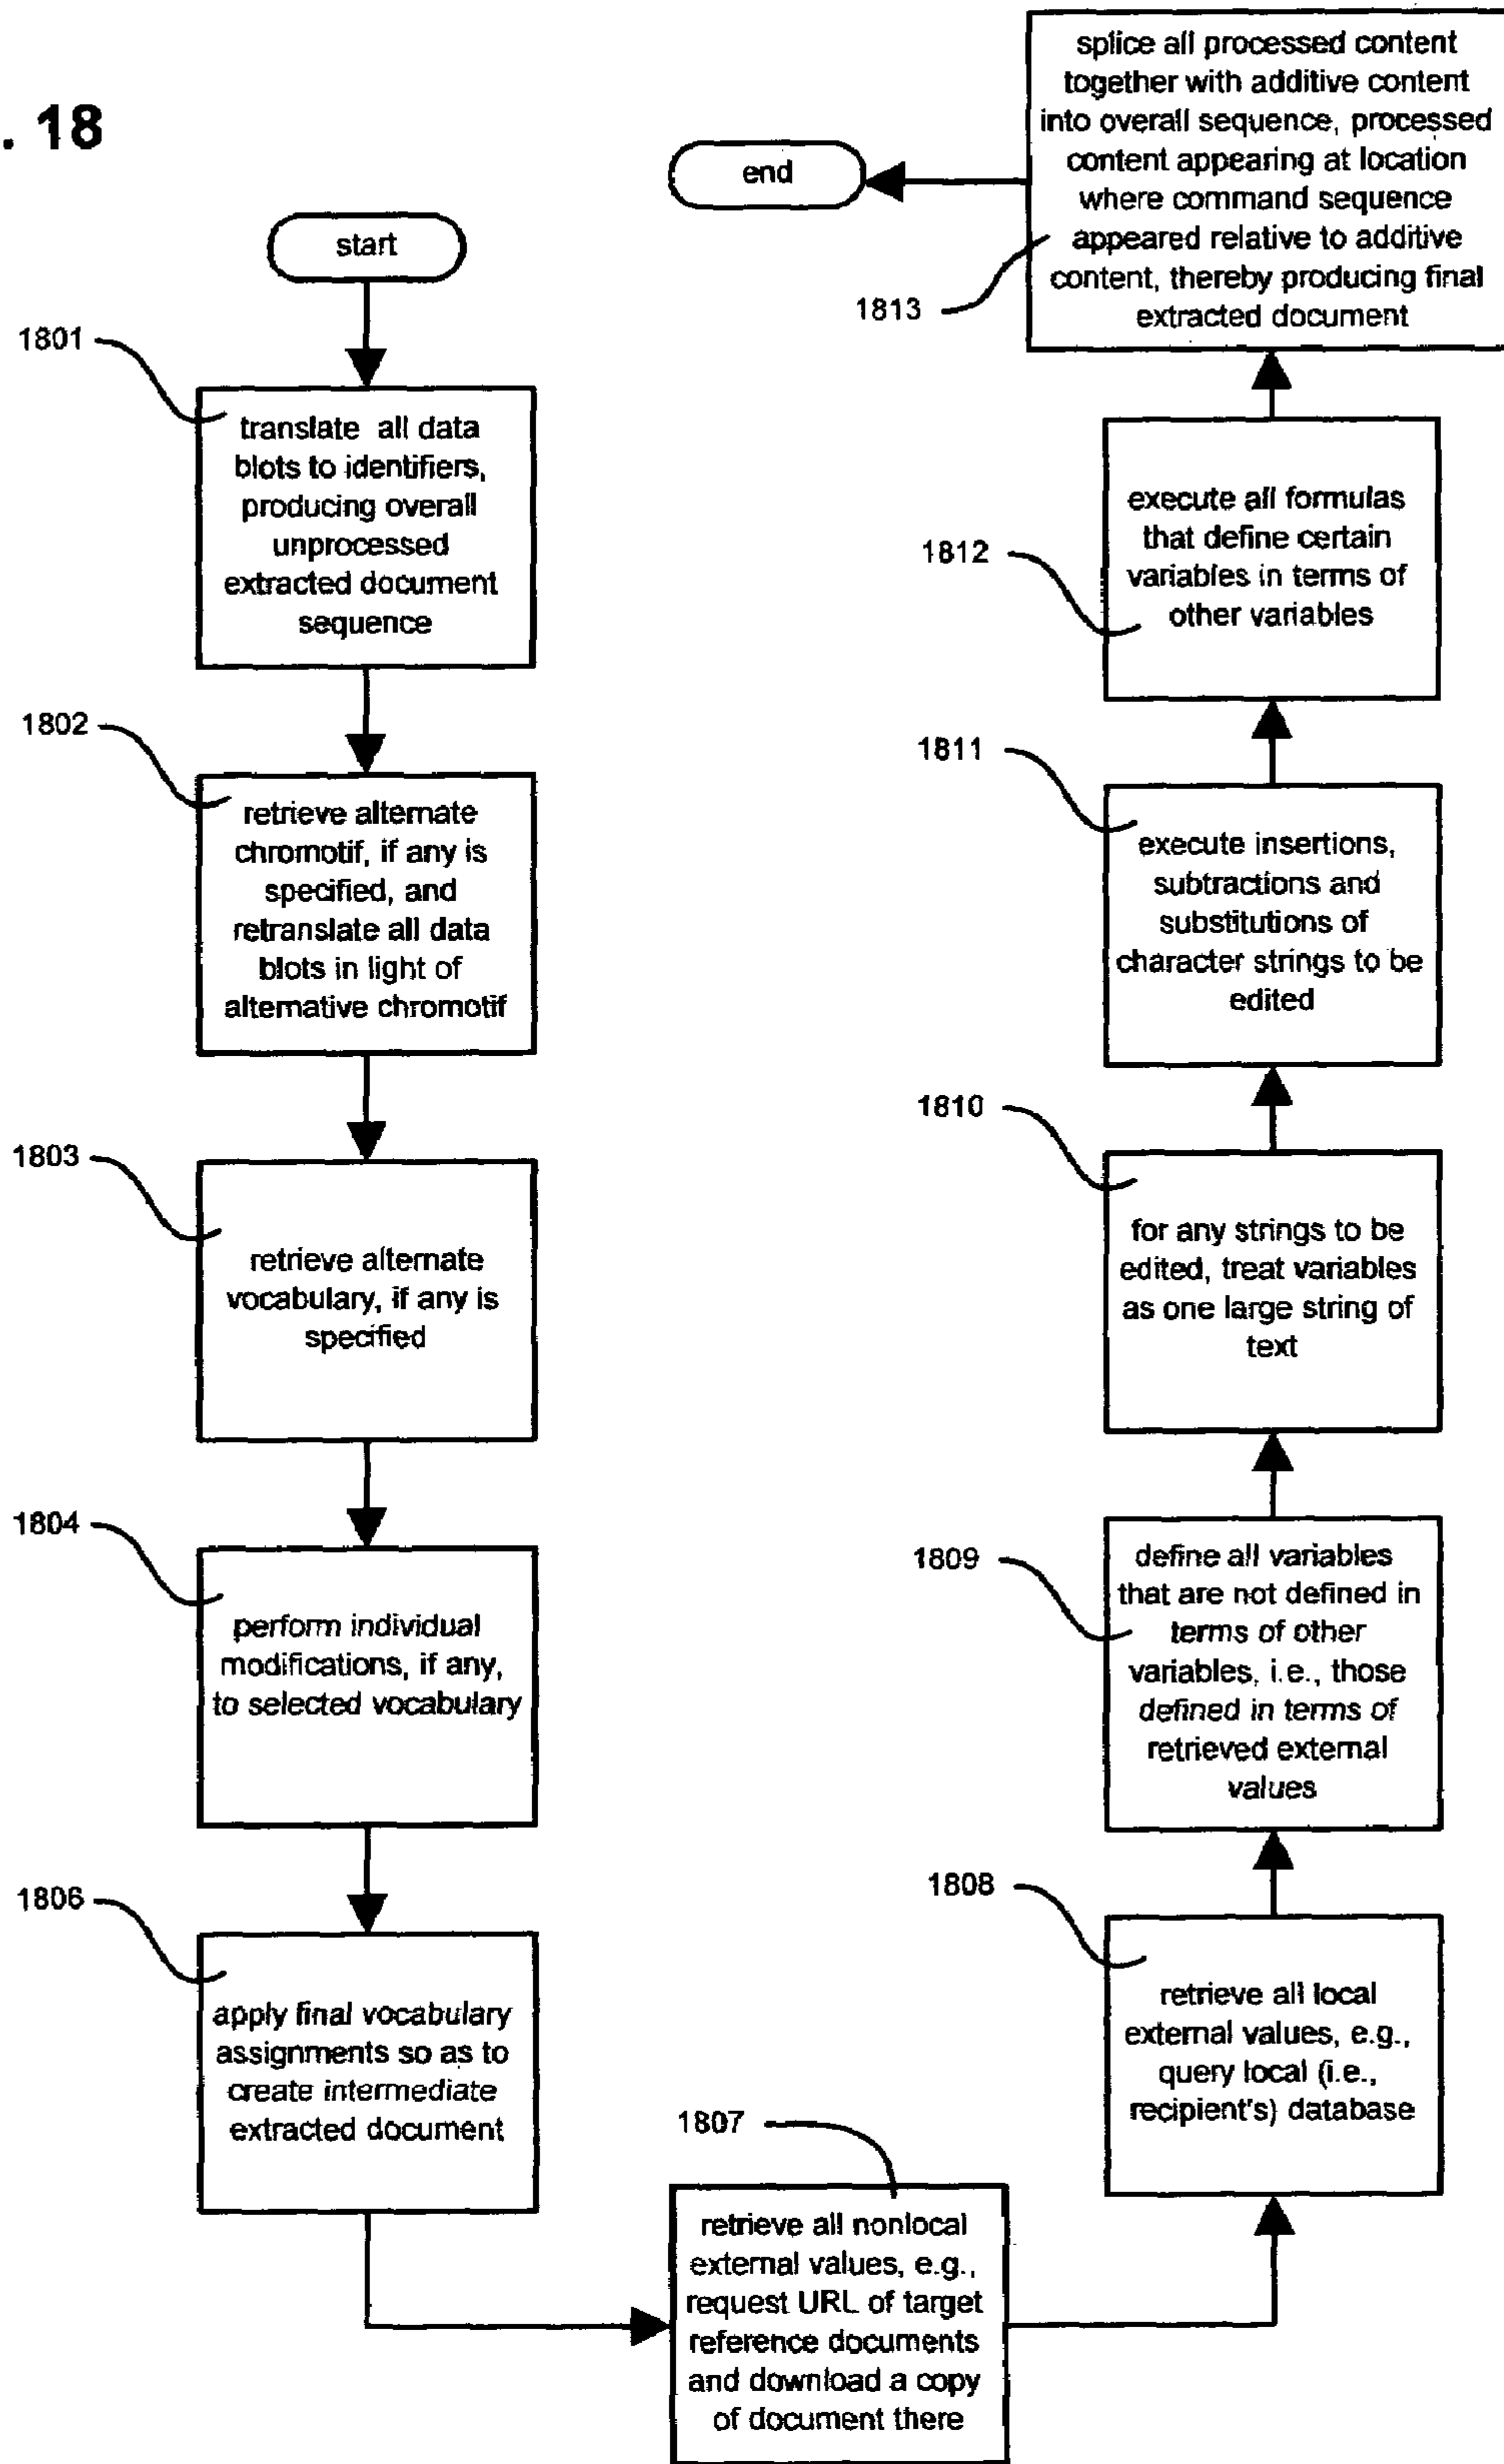 . 18
start
1801
translate all data
blots to identifiers,
producing overall
unprocessed
extracted document
sequence
1802
retrieve alternate
chromotif, if any is
specified, and
retranslate all data
blots in light of
alternative chromotif
1803
retrieve alternate
vocabulary, if any is
specified
1804
perform individual
modifications, if any,
to selected vocabulary
1806
apply final vocabulary
assignments so as to
create intermediate
extracted document
1807
retrieve all nonlocal
external values, e.g.,
request URL of target
reference documents
and download a copy
of document there
1808
retrieve all local
external values, e.g.,
query local (i.e.,
recipient's) database
1809
define all variables
that are not defined in
terms of other
variables, i.e., those
defined in terms of
retrieved external
values
1810
for any strings to be
edited, treat variables
as one large string of
text
1811
execute insertions,
subtractions and
substitutions of
character strings to be
edited
1812
execute all formulas
that define certain
variables in terms of
other variables
1813
splice all processed content
together with additive content
into overall sequence, processed
content appearing at location
where command sequence
appeared relative to additive
content, thereby producing final
extracted document
end